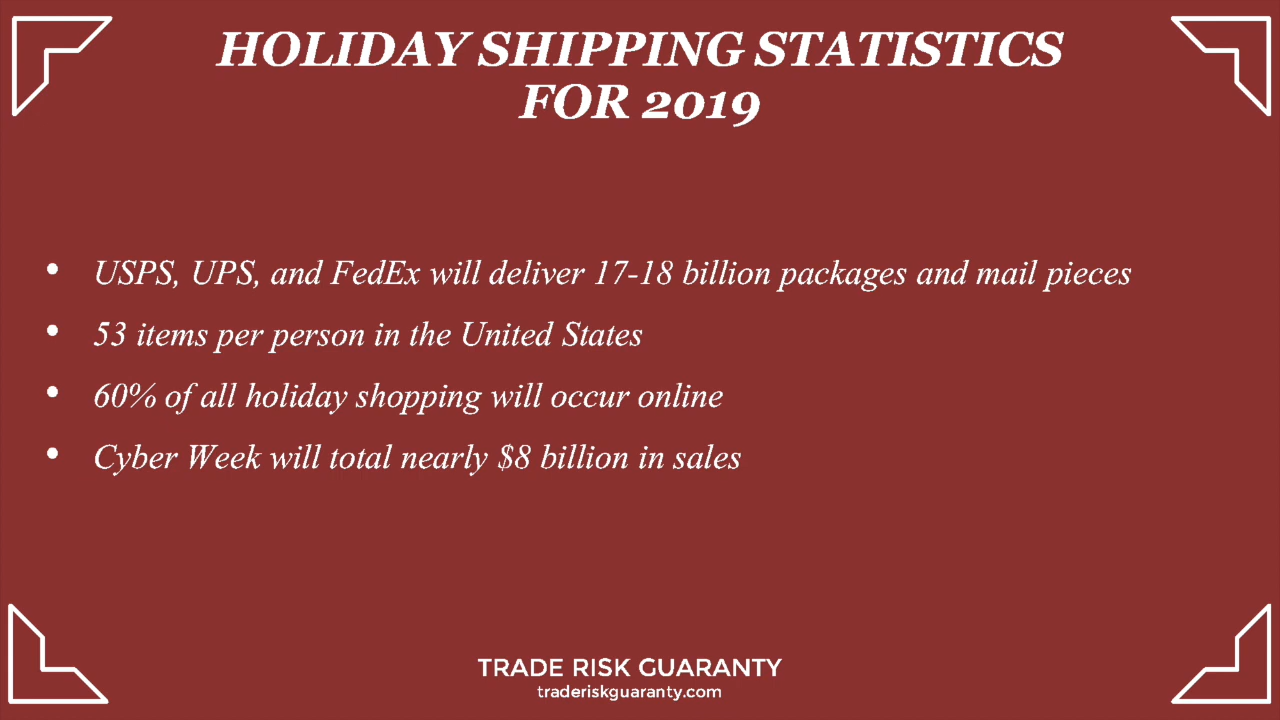 HOLIDAY SHIPPING STATISTICS
FOR 2019
• USPS, UPS, and FedEx will deliver 17-18 billion packages and mail pieces
• 53 items per person in the United States
• 60% of all holiday shopping will occur online
• Cyber Week will total nearly $8 billion in sales
TRADE RISK GUARANTY
traderiskguaranty.com